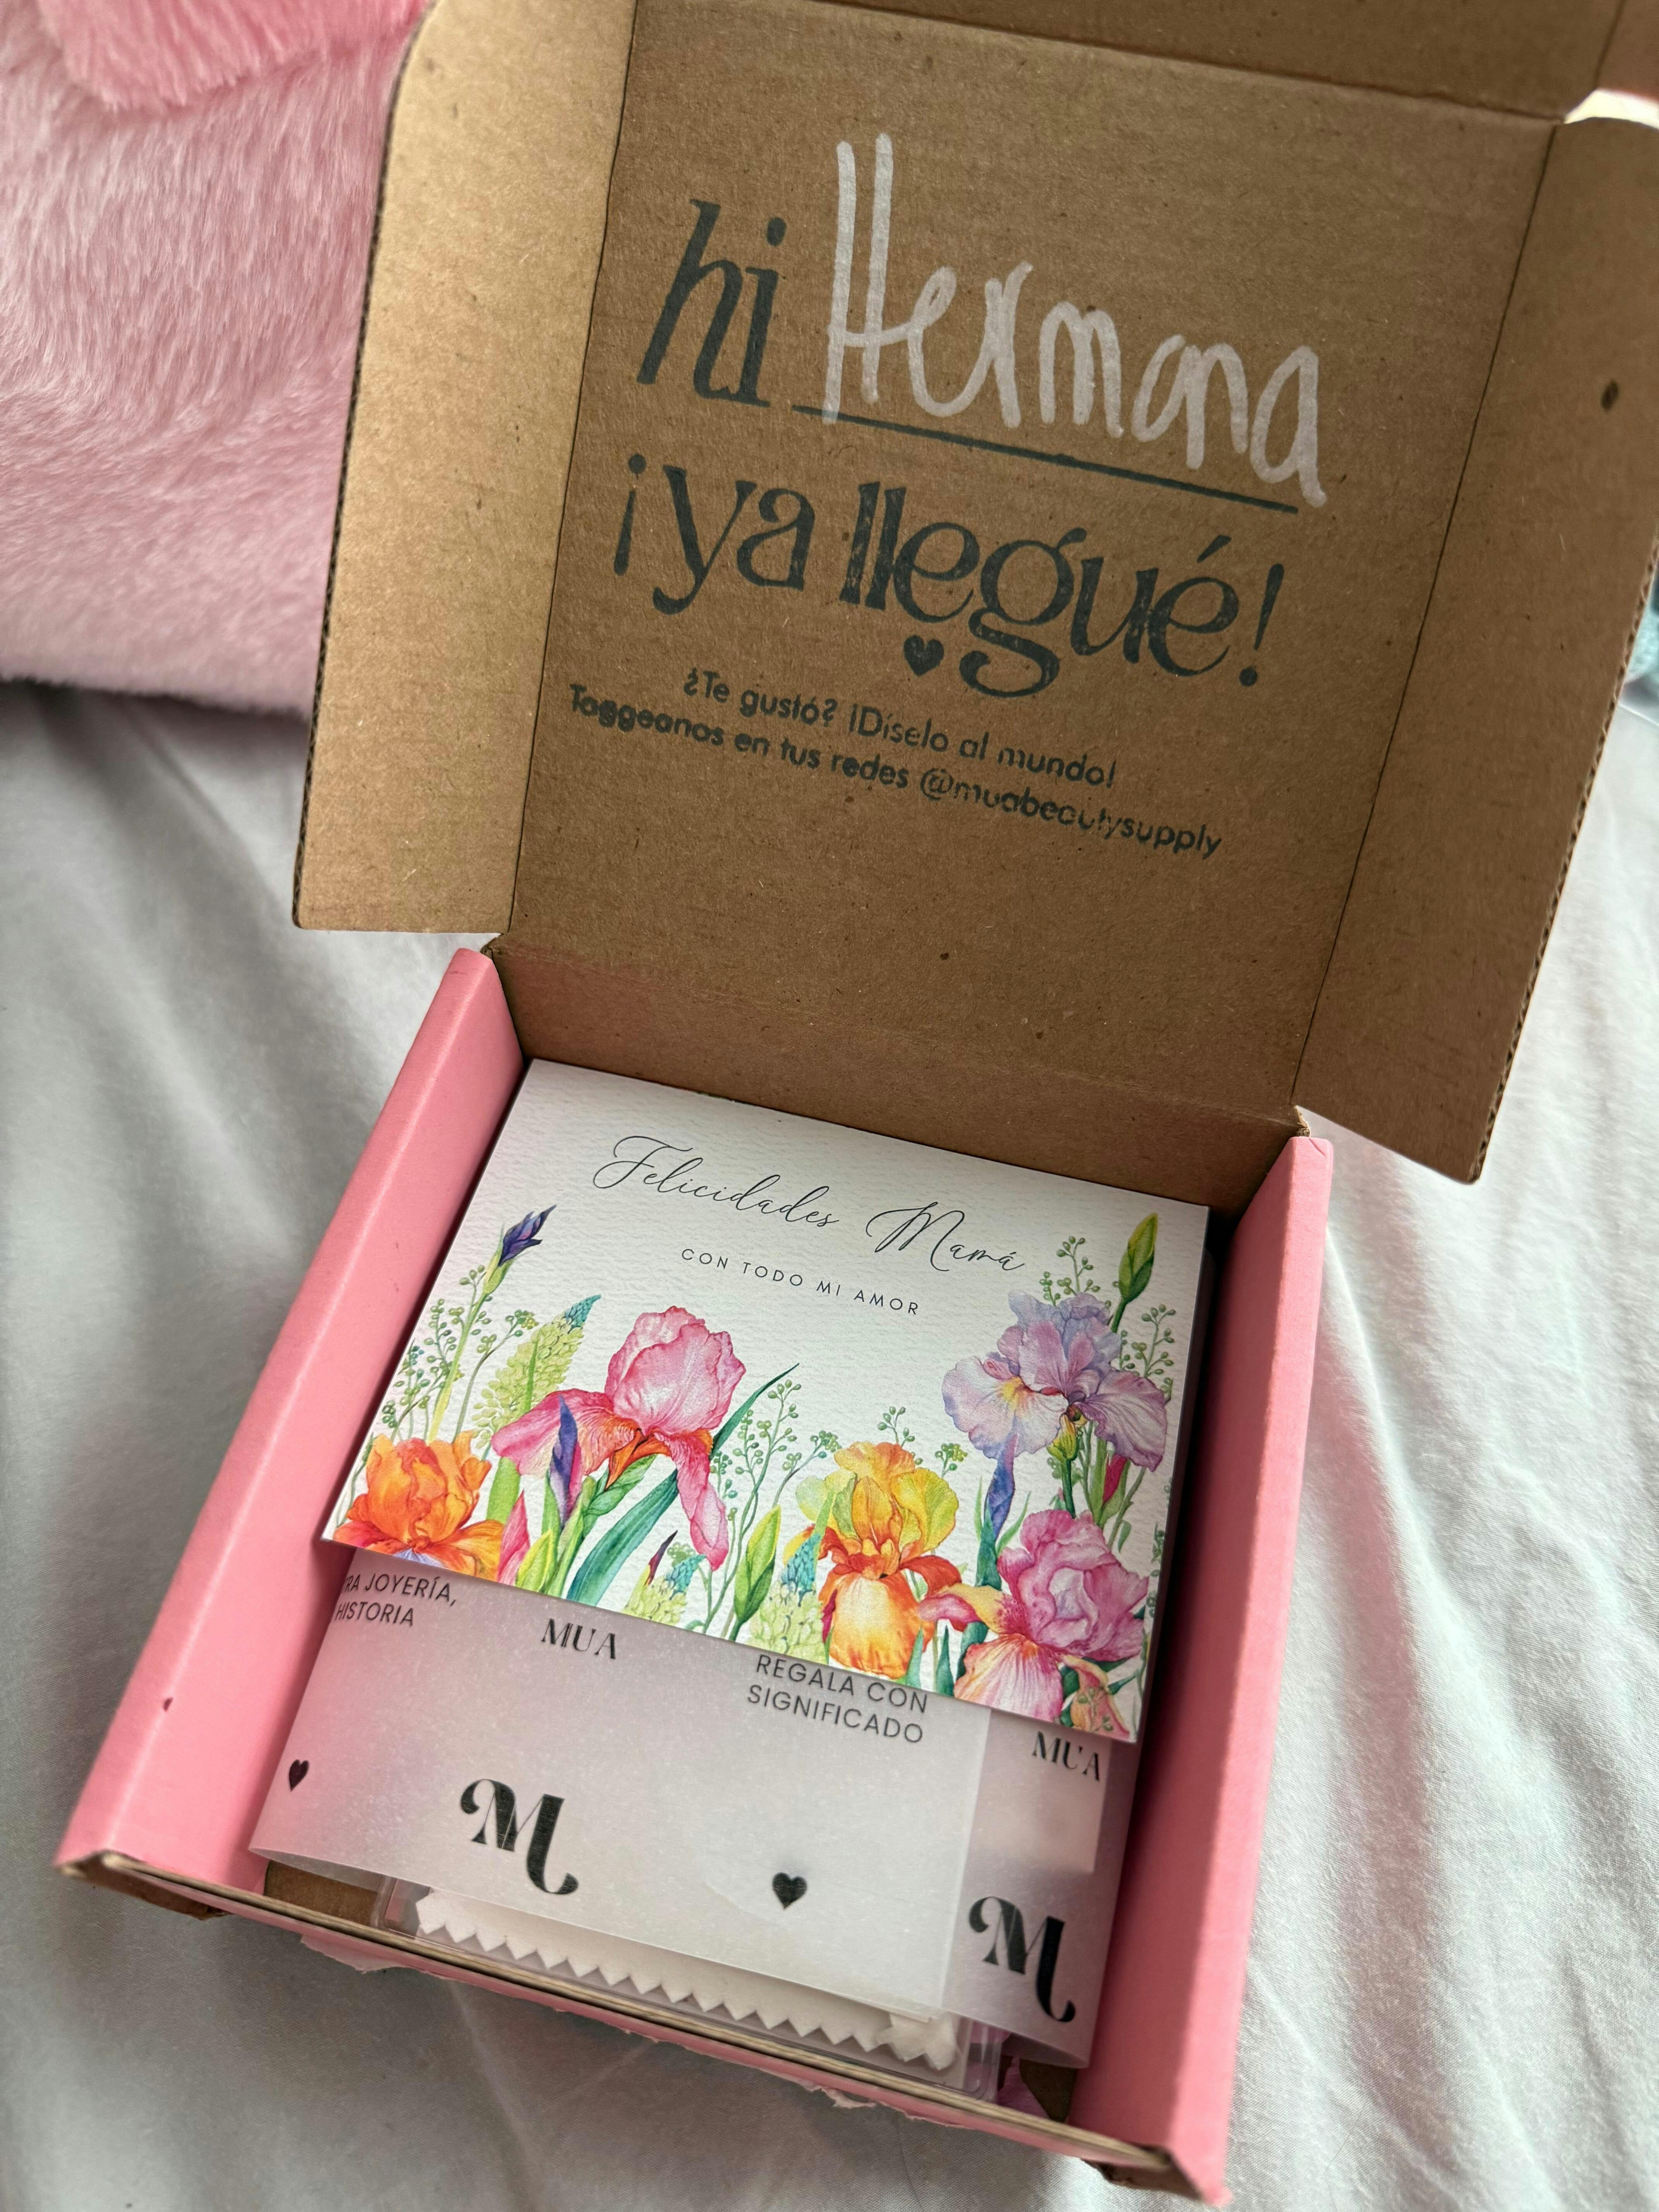 hi Hermana
¡ya llegué!
¿Te gustó? ¡Díselo al mundo!
Taggeanos en tus redes @muabeautysupply
Felicidades Mamá
CON TODO MI AMOR
JOYERÍA,
HISTORIA
MUA
REGALA CON
SIGNIFICADO
MUA
M
M